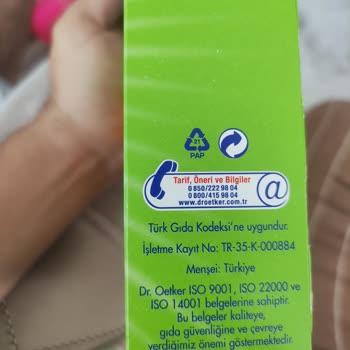 21
PAP
Tarif, Öneri ve Bilgiler
0 850/222 98 04
0 800/415 98 04
www.droetker.com.tr
@
Türk Gıda Kodeksi'ne uygundur.
İşletme Kayıt No: TR-35-K-000884
Menşei: Türkiye
Dr. Oetker ISO 9001, ISO 22000 ve
ISO 14001 belgelerine sahiptir.
Bu belgeler kaliteye,
gıda güvenliğine ve çevreye
verdiğimiz önemi göstermektedir.